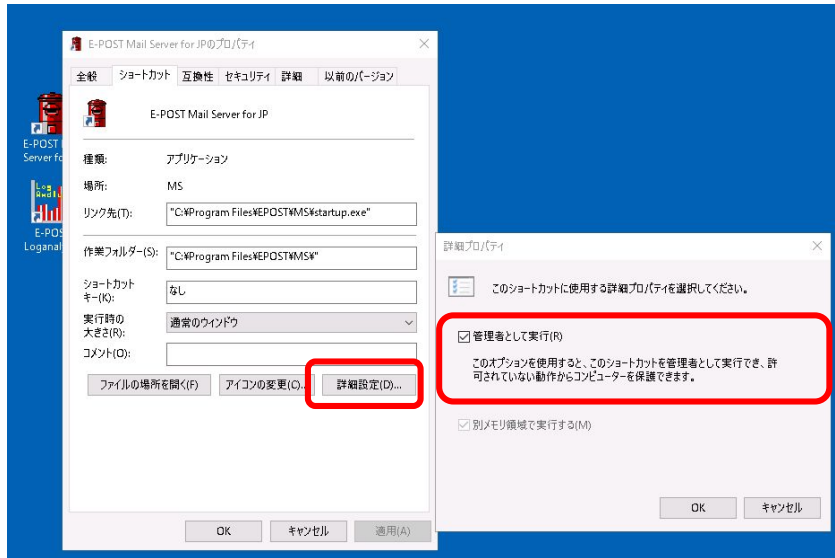 E-POST Mail Server for JPのプロパティ
全般 ショートカット 互換性 セキュリティ 詳細 以前のバージョン
E-POST Mail Server for JP
種類: アプリケーション
場所: MS
リンク先(T): "C:¥Program Files¥EPOST¥MS¥startup.exe"
作業フォルダー(S): "C:¥Program Files¥EPOST¥MS¥"
ショートカット
キー(K): なし
実行時の
大きさ(R): 通常のウィンドウ
コメント(O):
ファイルの場所を開く(F) アイコンの変更(C)... 詳細設定(D)...
OK キャンセル 適用(A)
E-POST
Server fo
E-POS
Loganal
詳細プロパティ
このショートカットに使用する詳細プロパティを選択してください。
管理者として実行(R)
このオプションを使用すると、このショートカットを管理者として実行でき、許
可されていない動作からコンピューターを保護できます。
別メモリ領域で実行する(M)
OK キャンセル